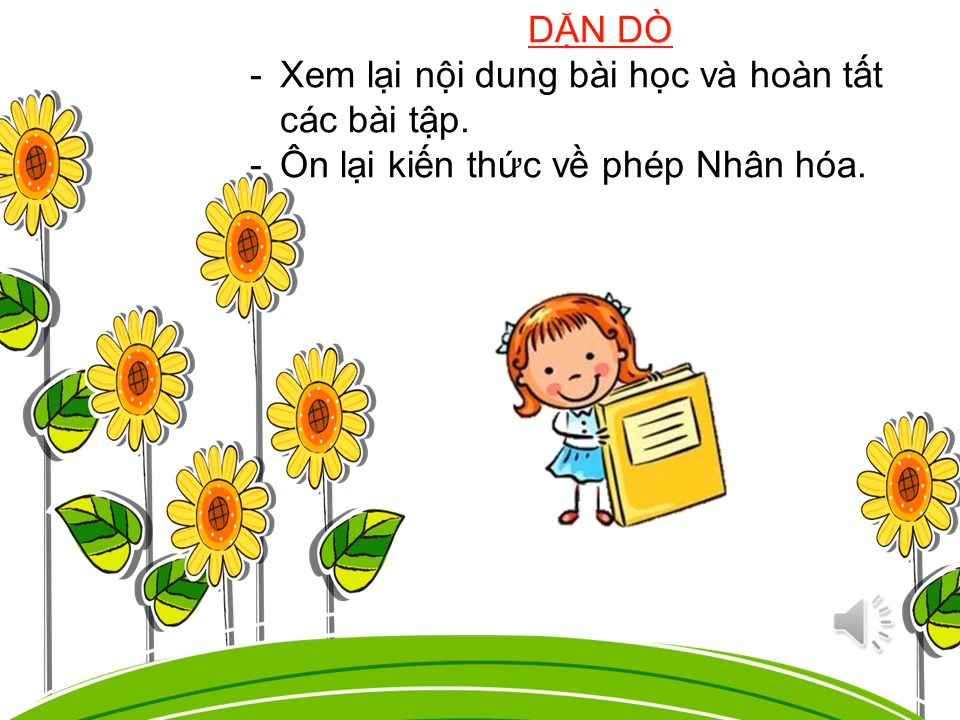 DẶN DÒ
- Xem lại nội dung bài học và hoàn tất
các bài tập.
- Ôn lại kiến thức về phép Nhân hóa.